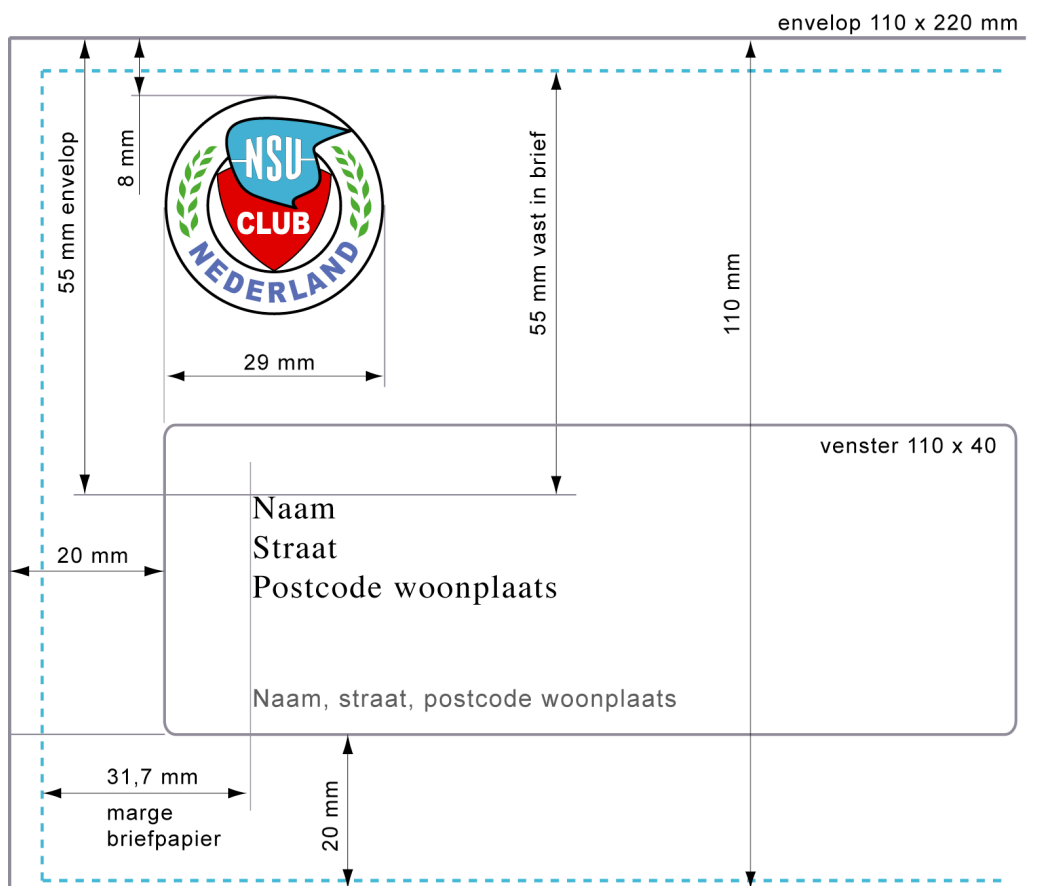 envelop 110 x 220 mm
55 mm envelop
8 mm
NSU
CLUB
NEDERLAND
55 mm vast in brief
110 mm
29 mm
venster 110 x 40
Naam
Straat
20 mm
Postcode woonplaats
Naam, straat, postcode woonplaats
31,7 mm
marge
briefpapier
20 mm